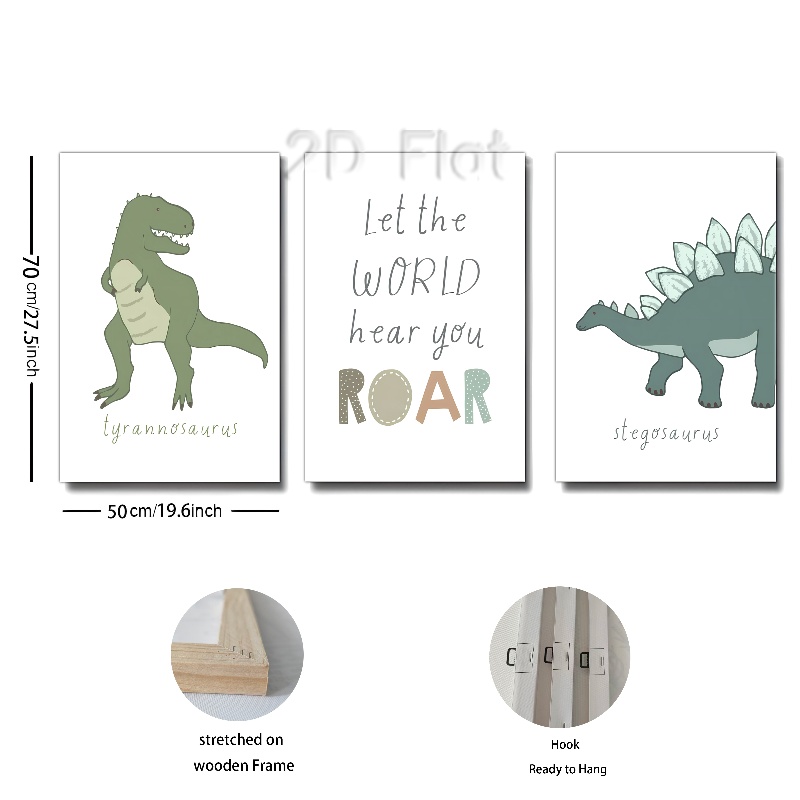 2D Flat
Let the
WORLD
hear you
ROAR
tyrannosaurus
stegosaurus
70 cm/27.5inch
50 cm/19.6inch
stretched on
wooden Frame
Hook
Ready to Hang